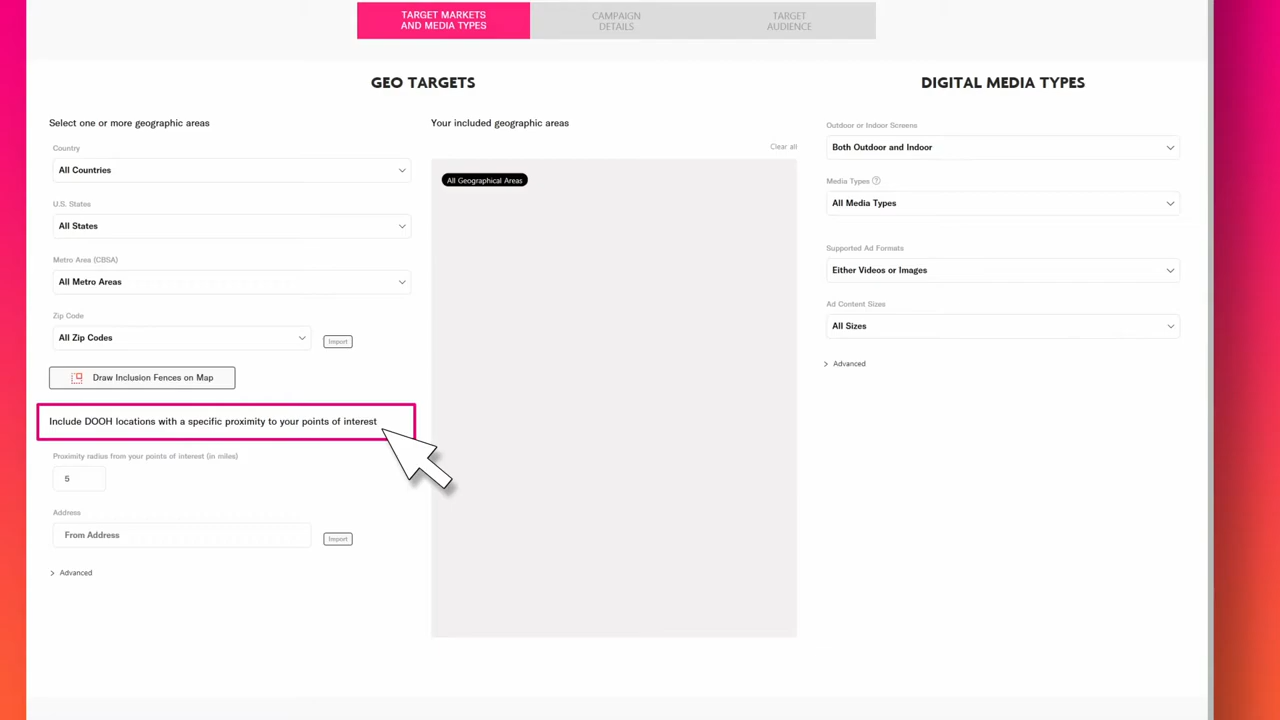 TARGET MARKETS
AND MEDIA TYPES
CAMPAIGN
DETAILS
TARGET
AUDIENCE
GEO TARGETS
DIGITAL MEDIA TYPES
Select one or more geographic areas
Your included geographic areas
Country
All Countries
U.S. States
All States
Metro Area (CBSA)
All Metro Areas
Zip Code
All Zip Codes
Import
Draw Inclusion Fences on Map
Include DOOH locations with a specific proximity to your points of interest
Proximity radius from your points of interest (in miles)
5
Address
From Address
Import
> Advanced
Clear all
All Geographical Areas
Outdoor or Indoor Screens
Both Outdoor and Indoor
Media Types ?
All Media Types
Supported Ad Formats
Either Videos or Images
Ad Content Sizes
All Sizes
> Advanced